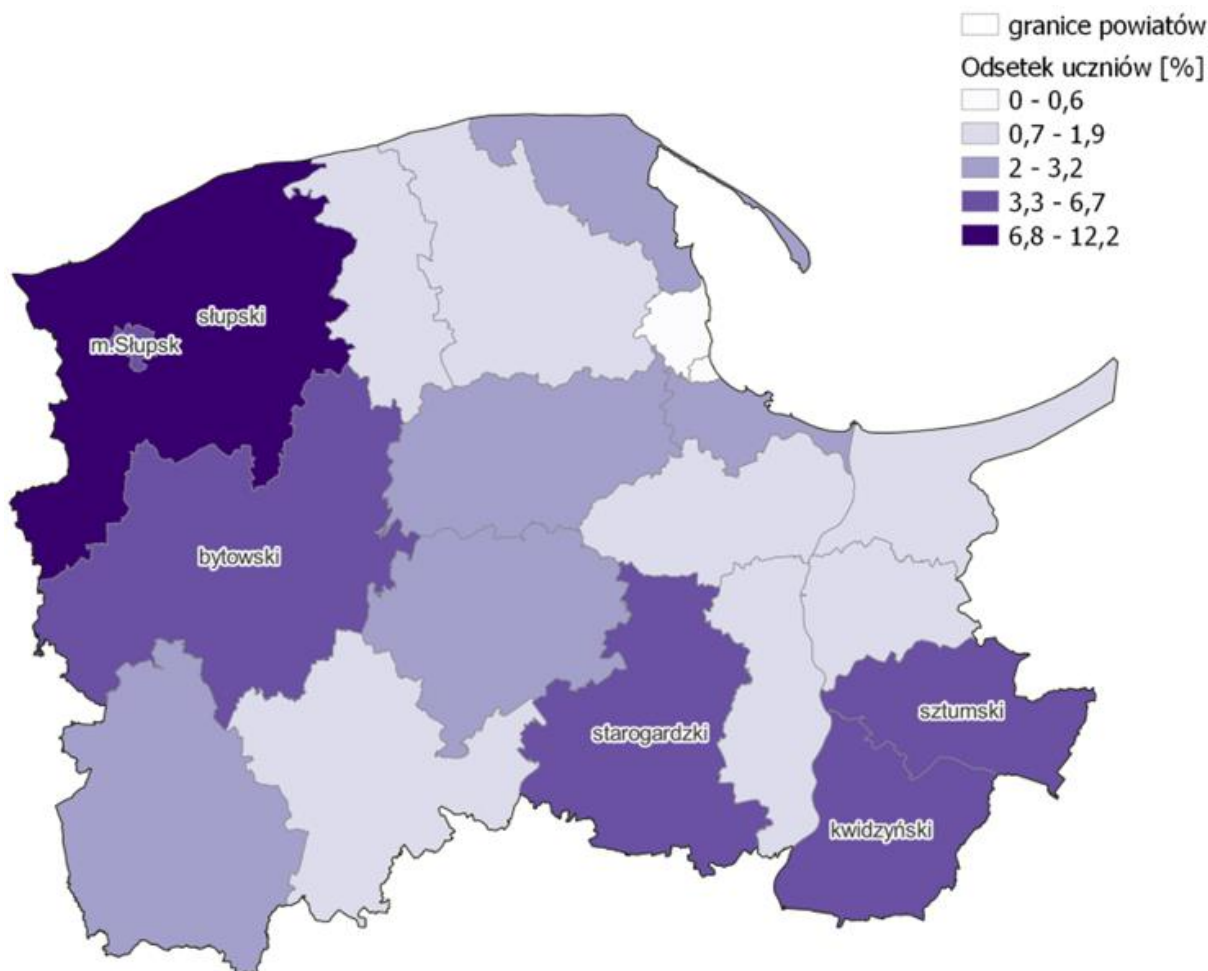 granice powiatów
Odsetek uczniów [%]
0 - 0,6
0,7 - 1,9
2 - 3,2
3,3 - 6,7
6,8 - 12,2
słupski
m.Słupsk
bytowski
sztumski
starogardzki
kwidzyński